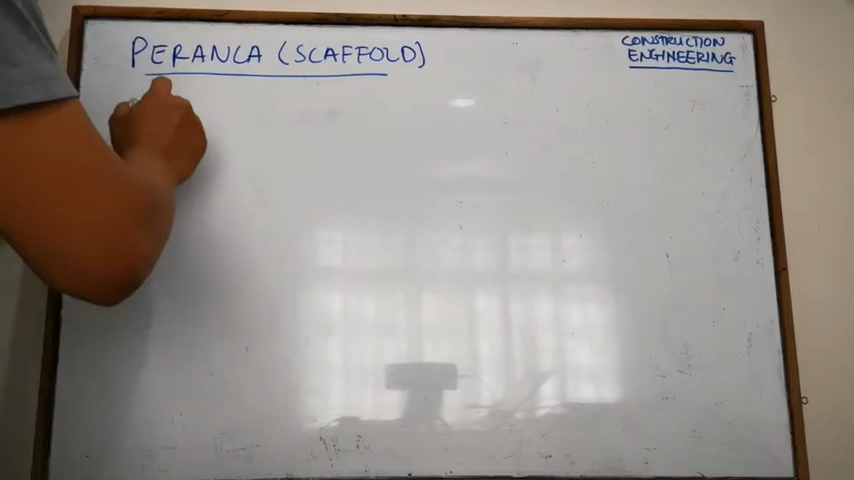 PERANCA (SCAFFOLD)
CONSTRUCTION
ENGINEERING